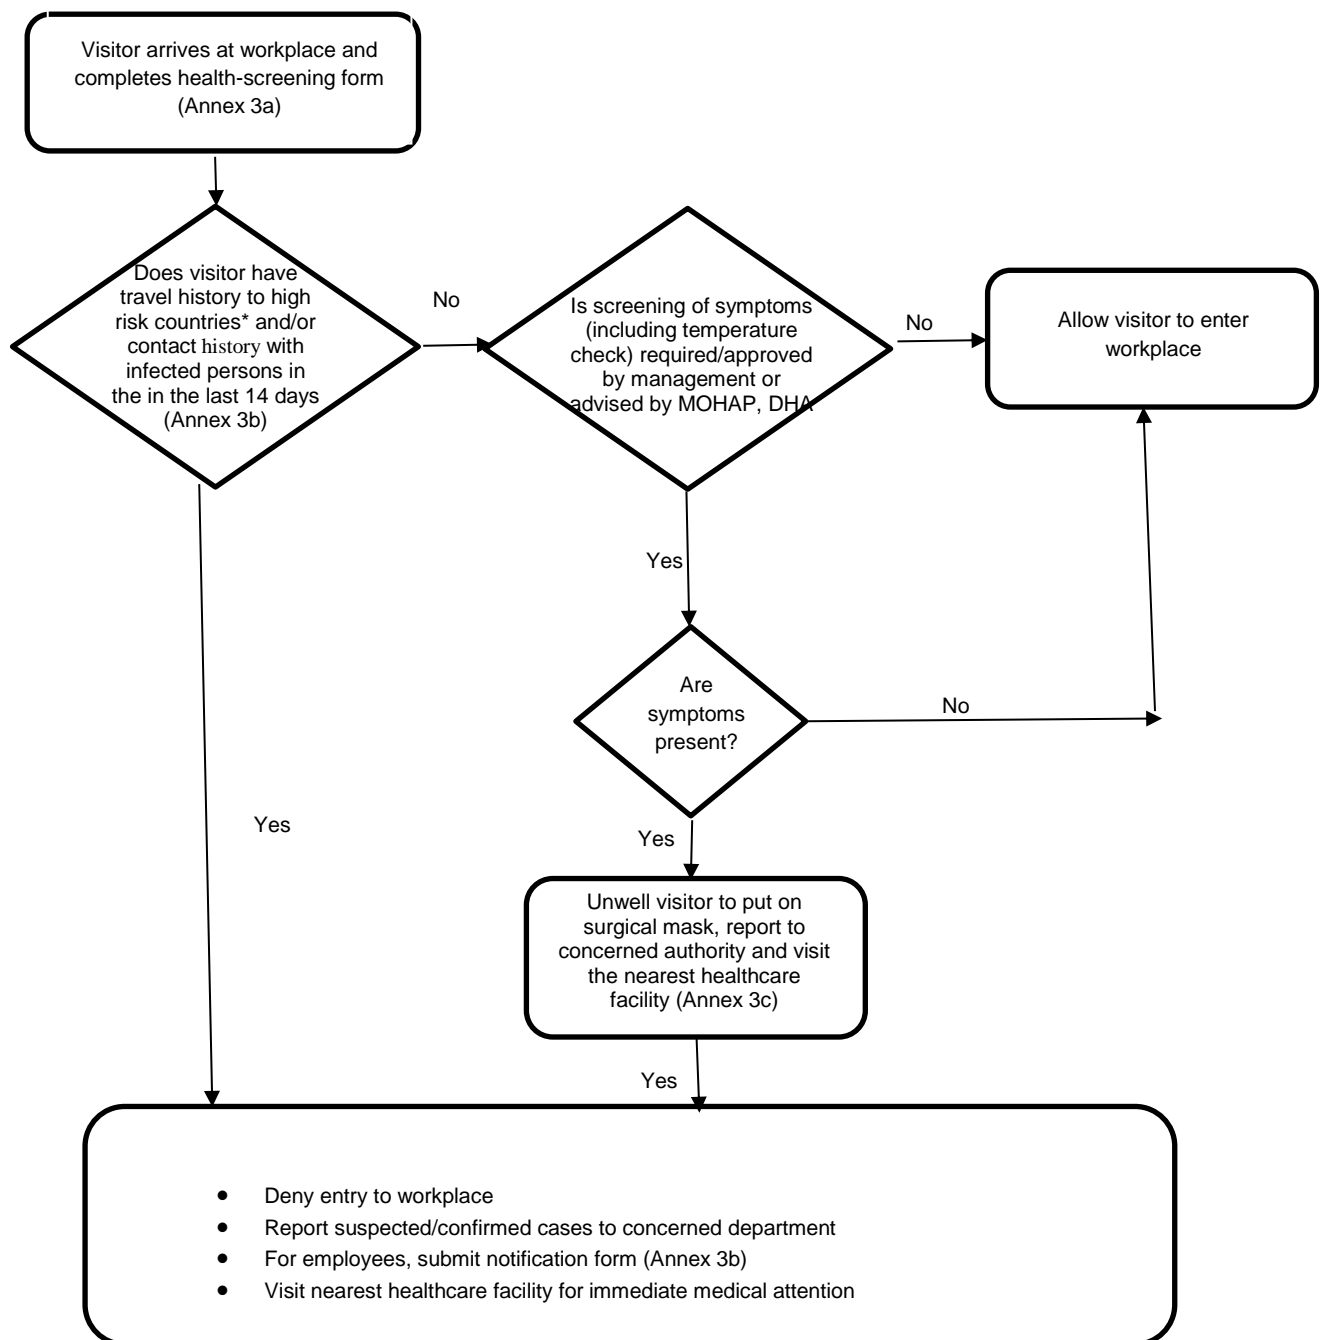 Visitor arrives at workplace and
completes health-screening form
(Annex 3a)
Does visitor have
travel history to high
risk countries* and/or
contact history with
infected persons in
the in the last 14 days
(Annex 3b)
No
Is screening of symptoms
(including temperature
check) required/approved
by management or
advised by MOHAP, DHA
No
Allow visitor to enter
workplace
Yes
Are
symptoms
present?
No
Yes
Yes
Unwell visitor to put on
surgical mask, report to
concerned authority and visit
the nearest healthcare
facility (Annex 3c)
Yes
• Deny entry to workplace
• Report suspected/confirmed cases to concerned department
• For employees, submit notification form (Annex 3b)
• Visit nearest healthcare facility for immediate medical attention